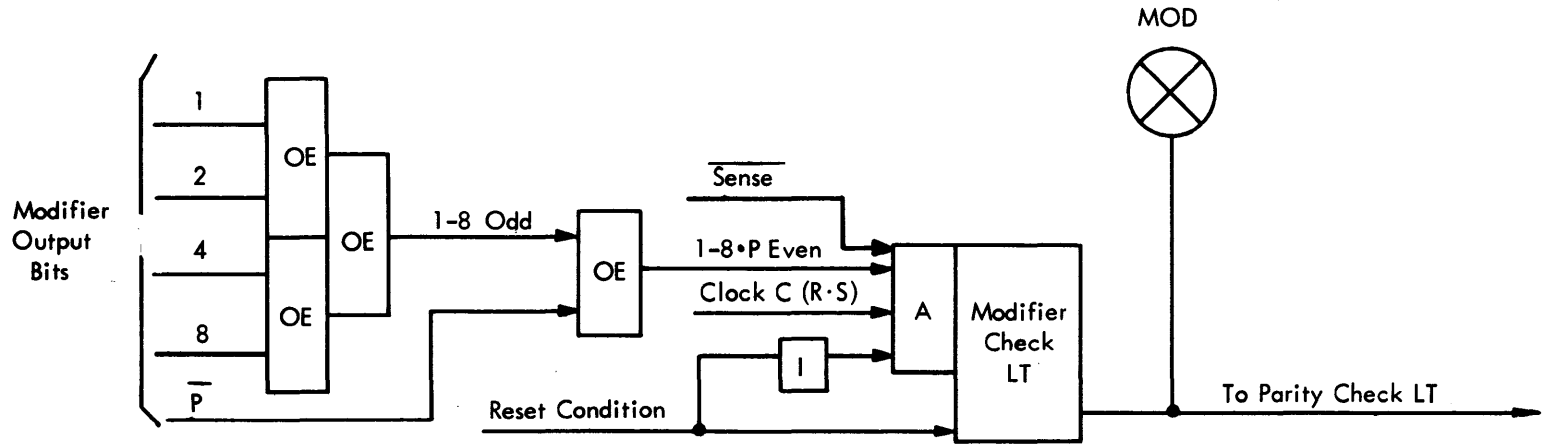 MOD
1
OE
2
Modifier
Output
Bits
4
OE
1-8 Odd
8
OE
P̅
OE
S̅e̅n̅s̅e̅
1-8•P Even
Clock C (R·S)
A
Modifier
Check
LT
I
Reset Condition
To Parity Check LT